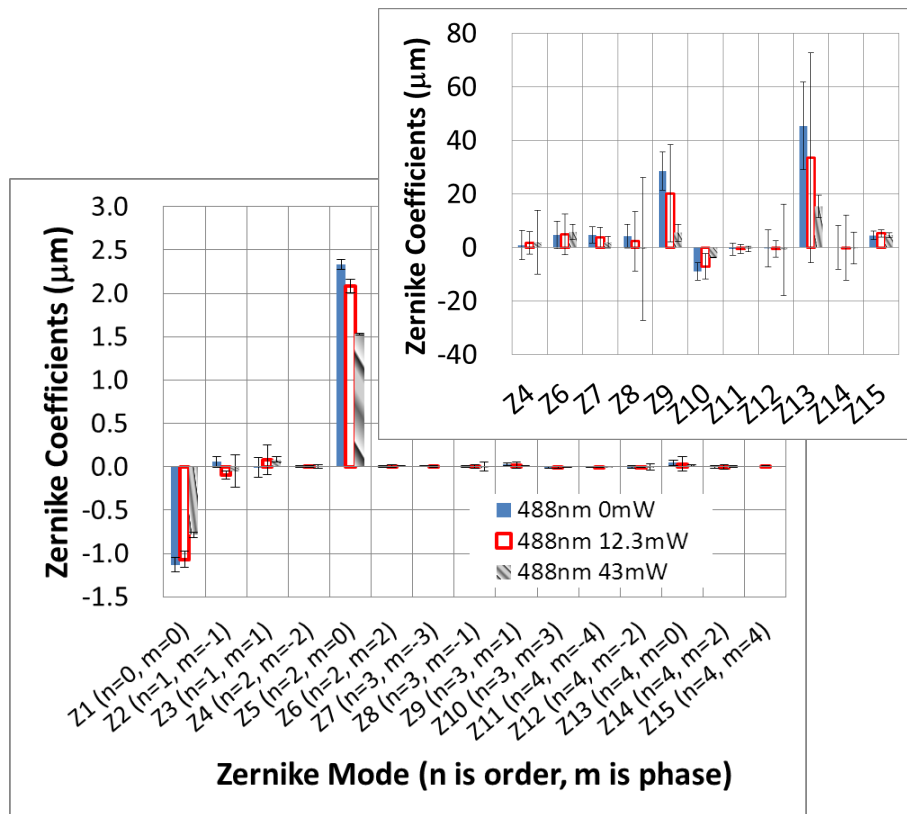 80
60
40
20
0
-20
-40
Zernike Coefficients (µm)
Z4
Z6
Z7
Z8
Z9
Z10
Z11
Z12
Z13
Z14
Z15
3.0
2.5
2.0
1.5
1.0
0.5
0.0
-0.5
-1.0
-1.5
Zernike Coefficients (µm)
488nm 0mW
488nm 12.3mW
488nm 43mW
Z1 (n=0, m=0)
Z2 (n=1, m=-1)
Z3 (n=1, m=1)
Z4 (n=2, m=-2)
Z5 (n=2, m=0)
Z6 (n=2, m=2)
Z7 (n=3, m=-3)
Z8 (n=3, m=-1)
Z9 (n=3, m=1)
Z10 (n=3, m=3)
Z11 (n=4, m=-4)
Z12 (n=4, m=-2)
Z13 (n=4, m=0)
Z14 (n=4, m=2)
Z15 (n=4, m=4)
Zernike Mode (n is order, m is phase)